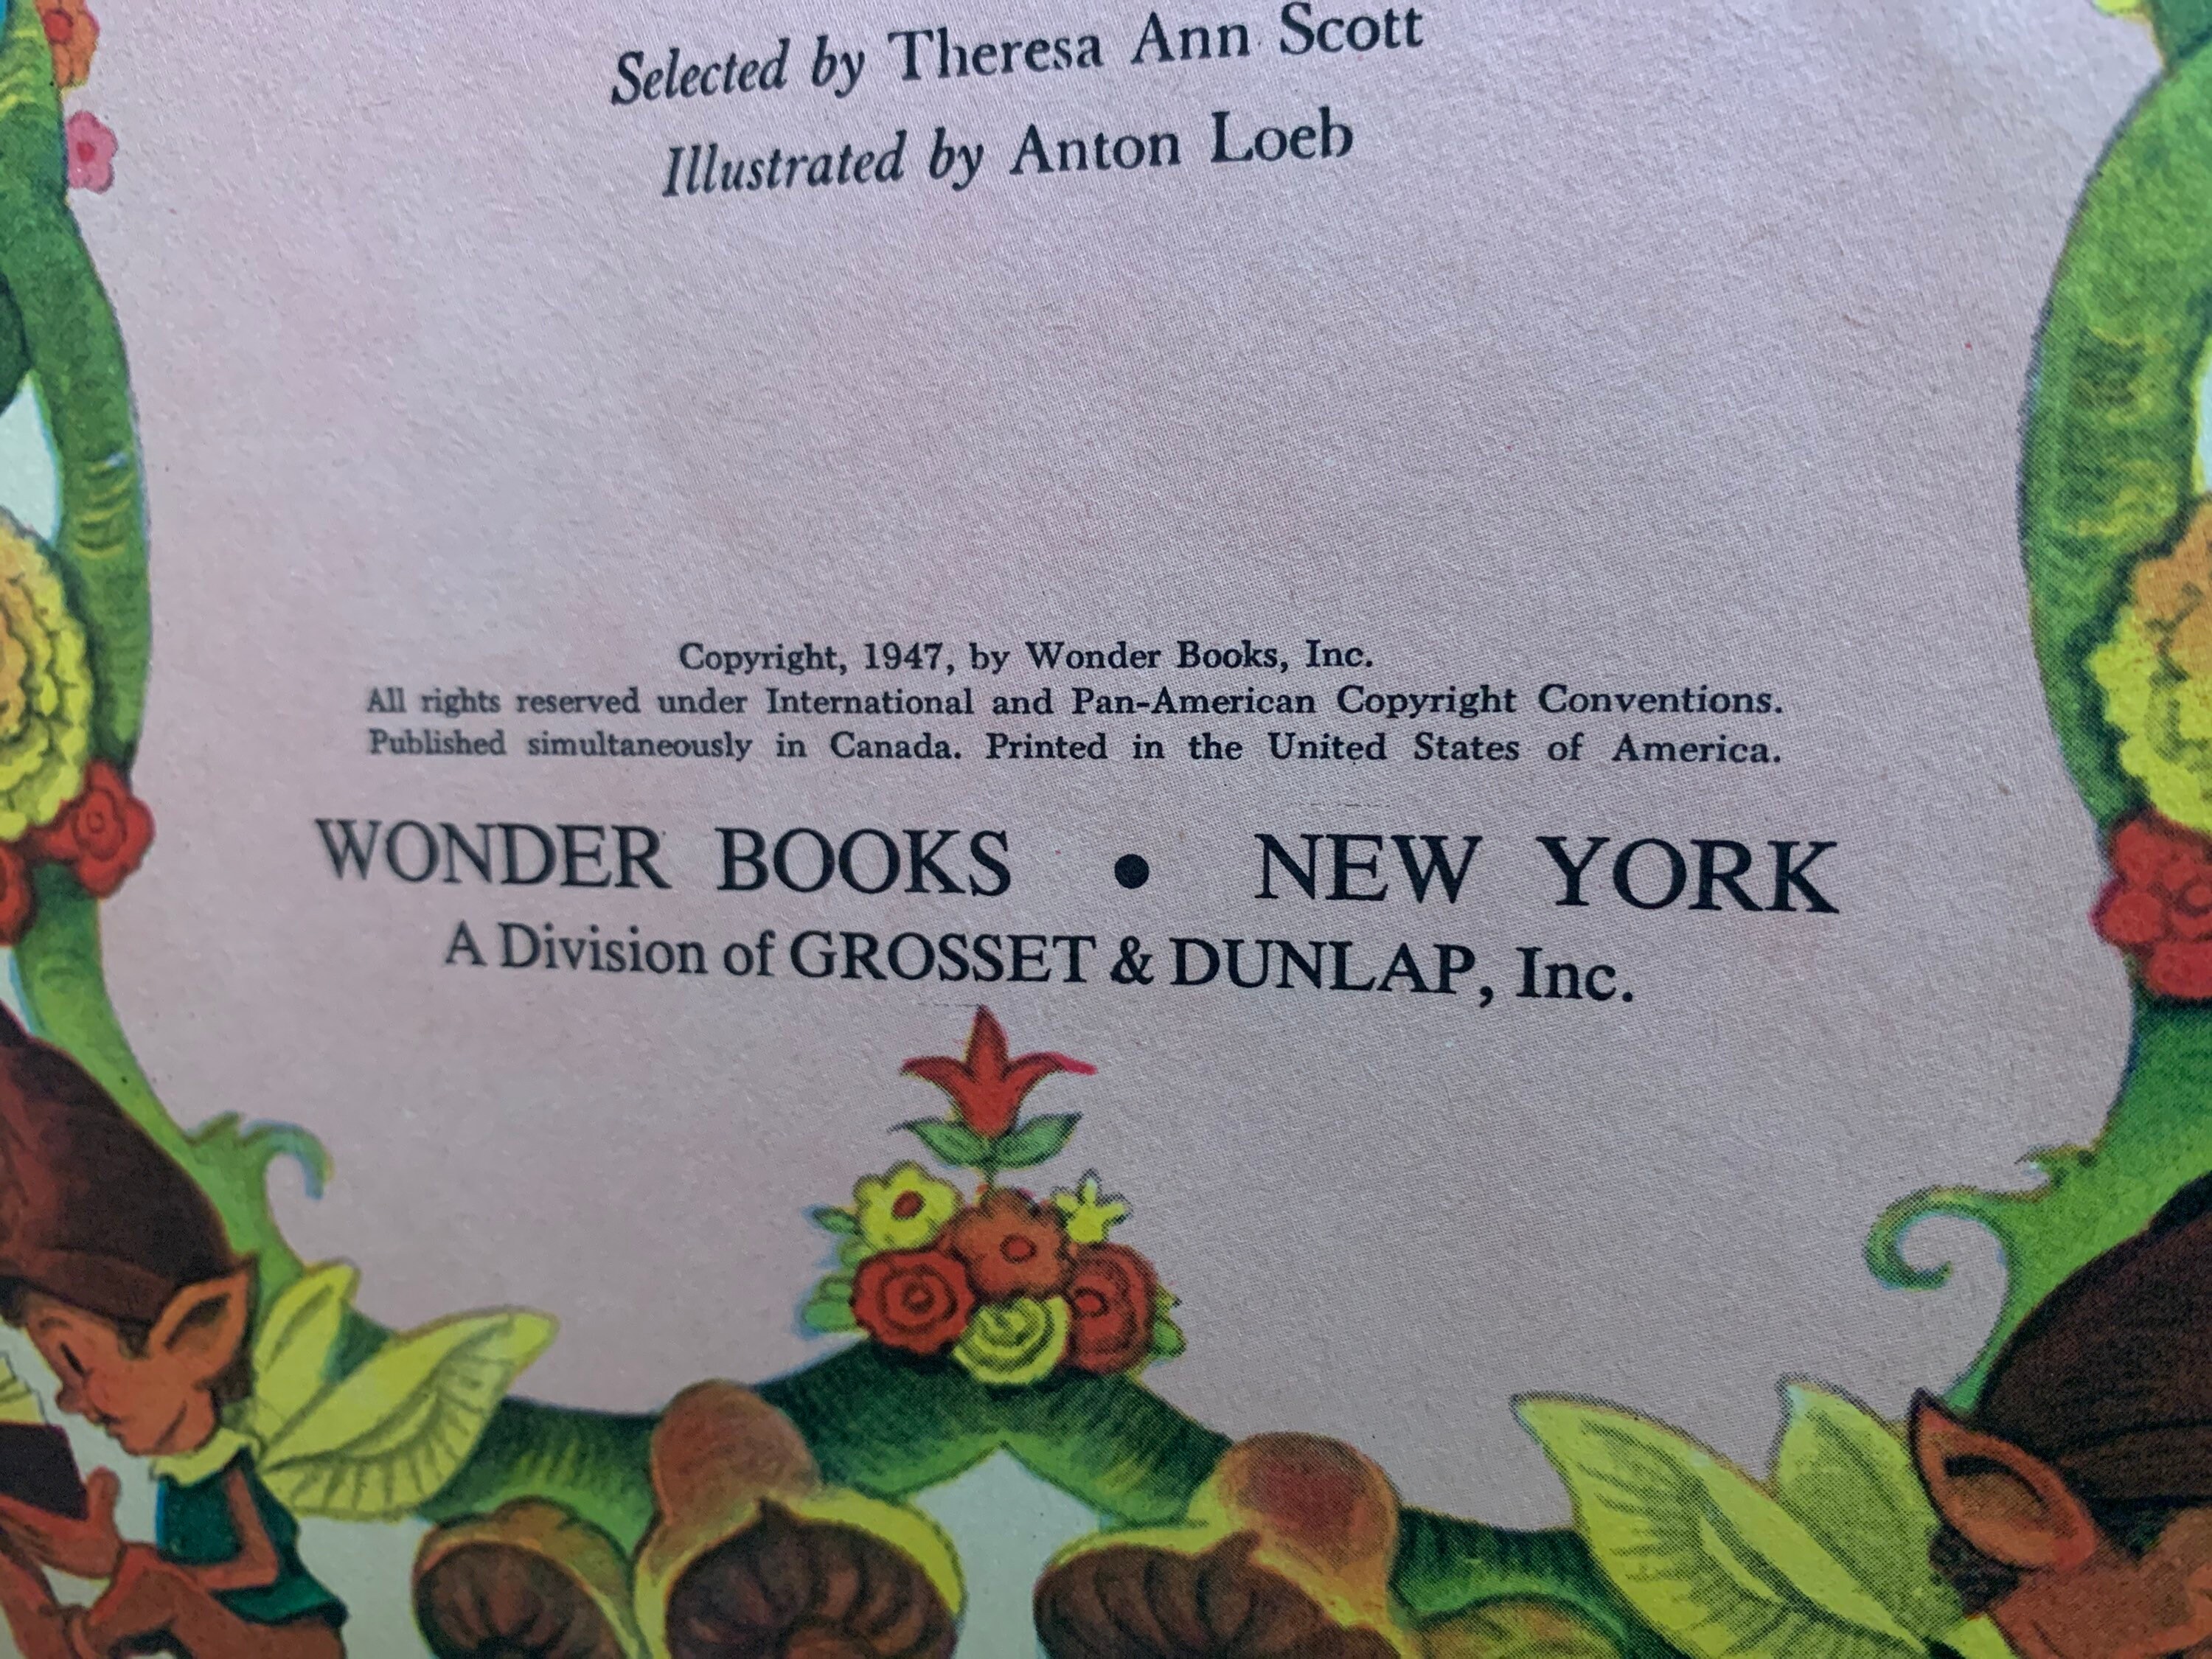 Selected by Theresa Ann Scott
Illustrated by Anton Loeb
Copyright, 1947, by Wonder Books, Inc.
All rights reserved under International and Pan-American Copyright Conventions.
Published simultaneously in Canada. Printed in the United States of America.
WONDER BOOKS • NEW YORK
A Division of GROSSET & DUNLAP, Inc.